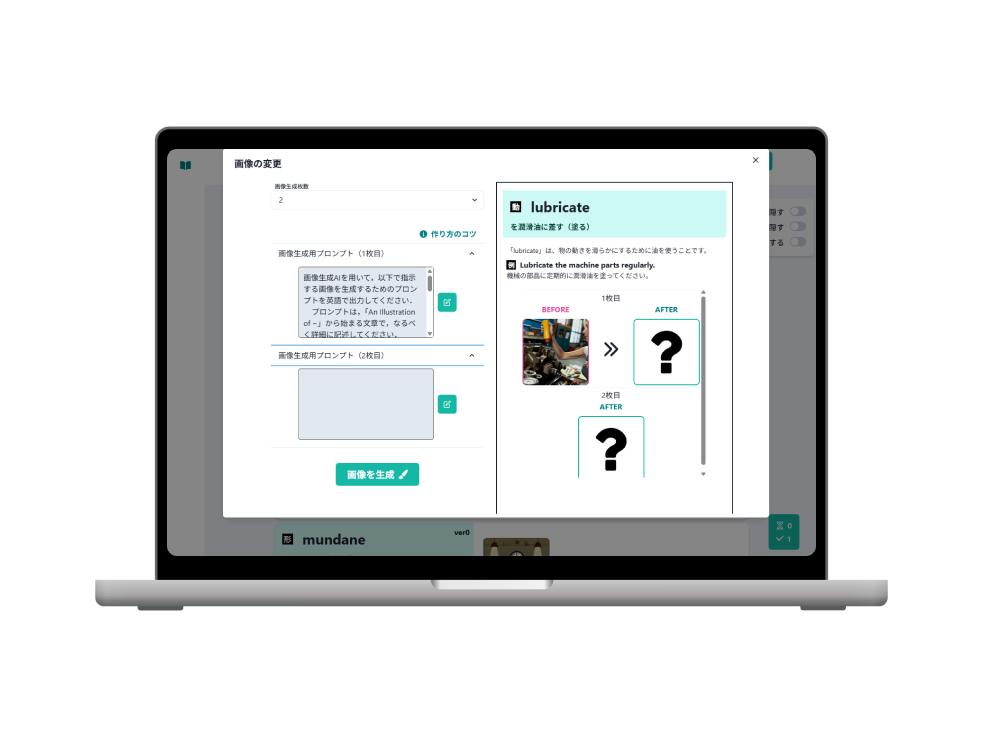 画像の変更
画像生成枚数
2
作り方のコツ
画像生成用プロンプト（1枚目）
画像生成AIを用いて，以下で指示
する画像を生成するためのプロン
プトを英語で出力してください．
プロンプトは，「An Illustration
of ~」から始まる文章で，なるべ
く詳細に記述してください．
画像生成用プロンプト（2枚目）
画像を生成
動 lubricate
を潤滑油に差す（塗る）
「lubricate」は、物の動きを滑らかにするために油を使うことです。
例 Lubricate the machine parts regularly.
機械の部品に定期的に潤滑油を塗ってください。
1枚目
BEFORE
AFTER
?
2枚目
AFTER
?
隠す
隠す
する
形 mundane
ver0
0
1